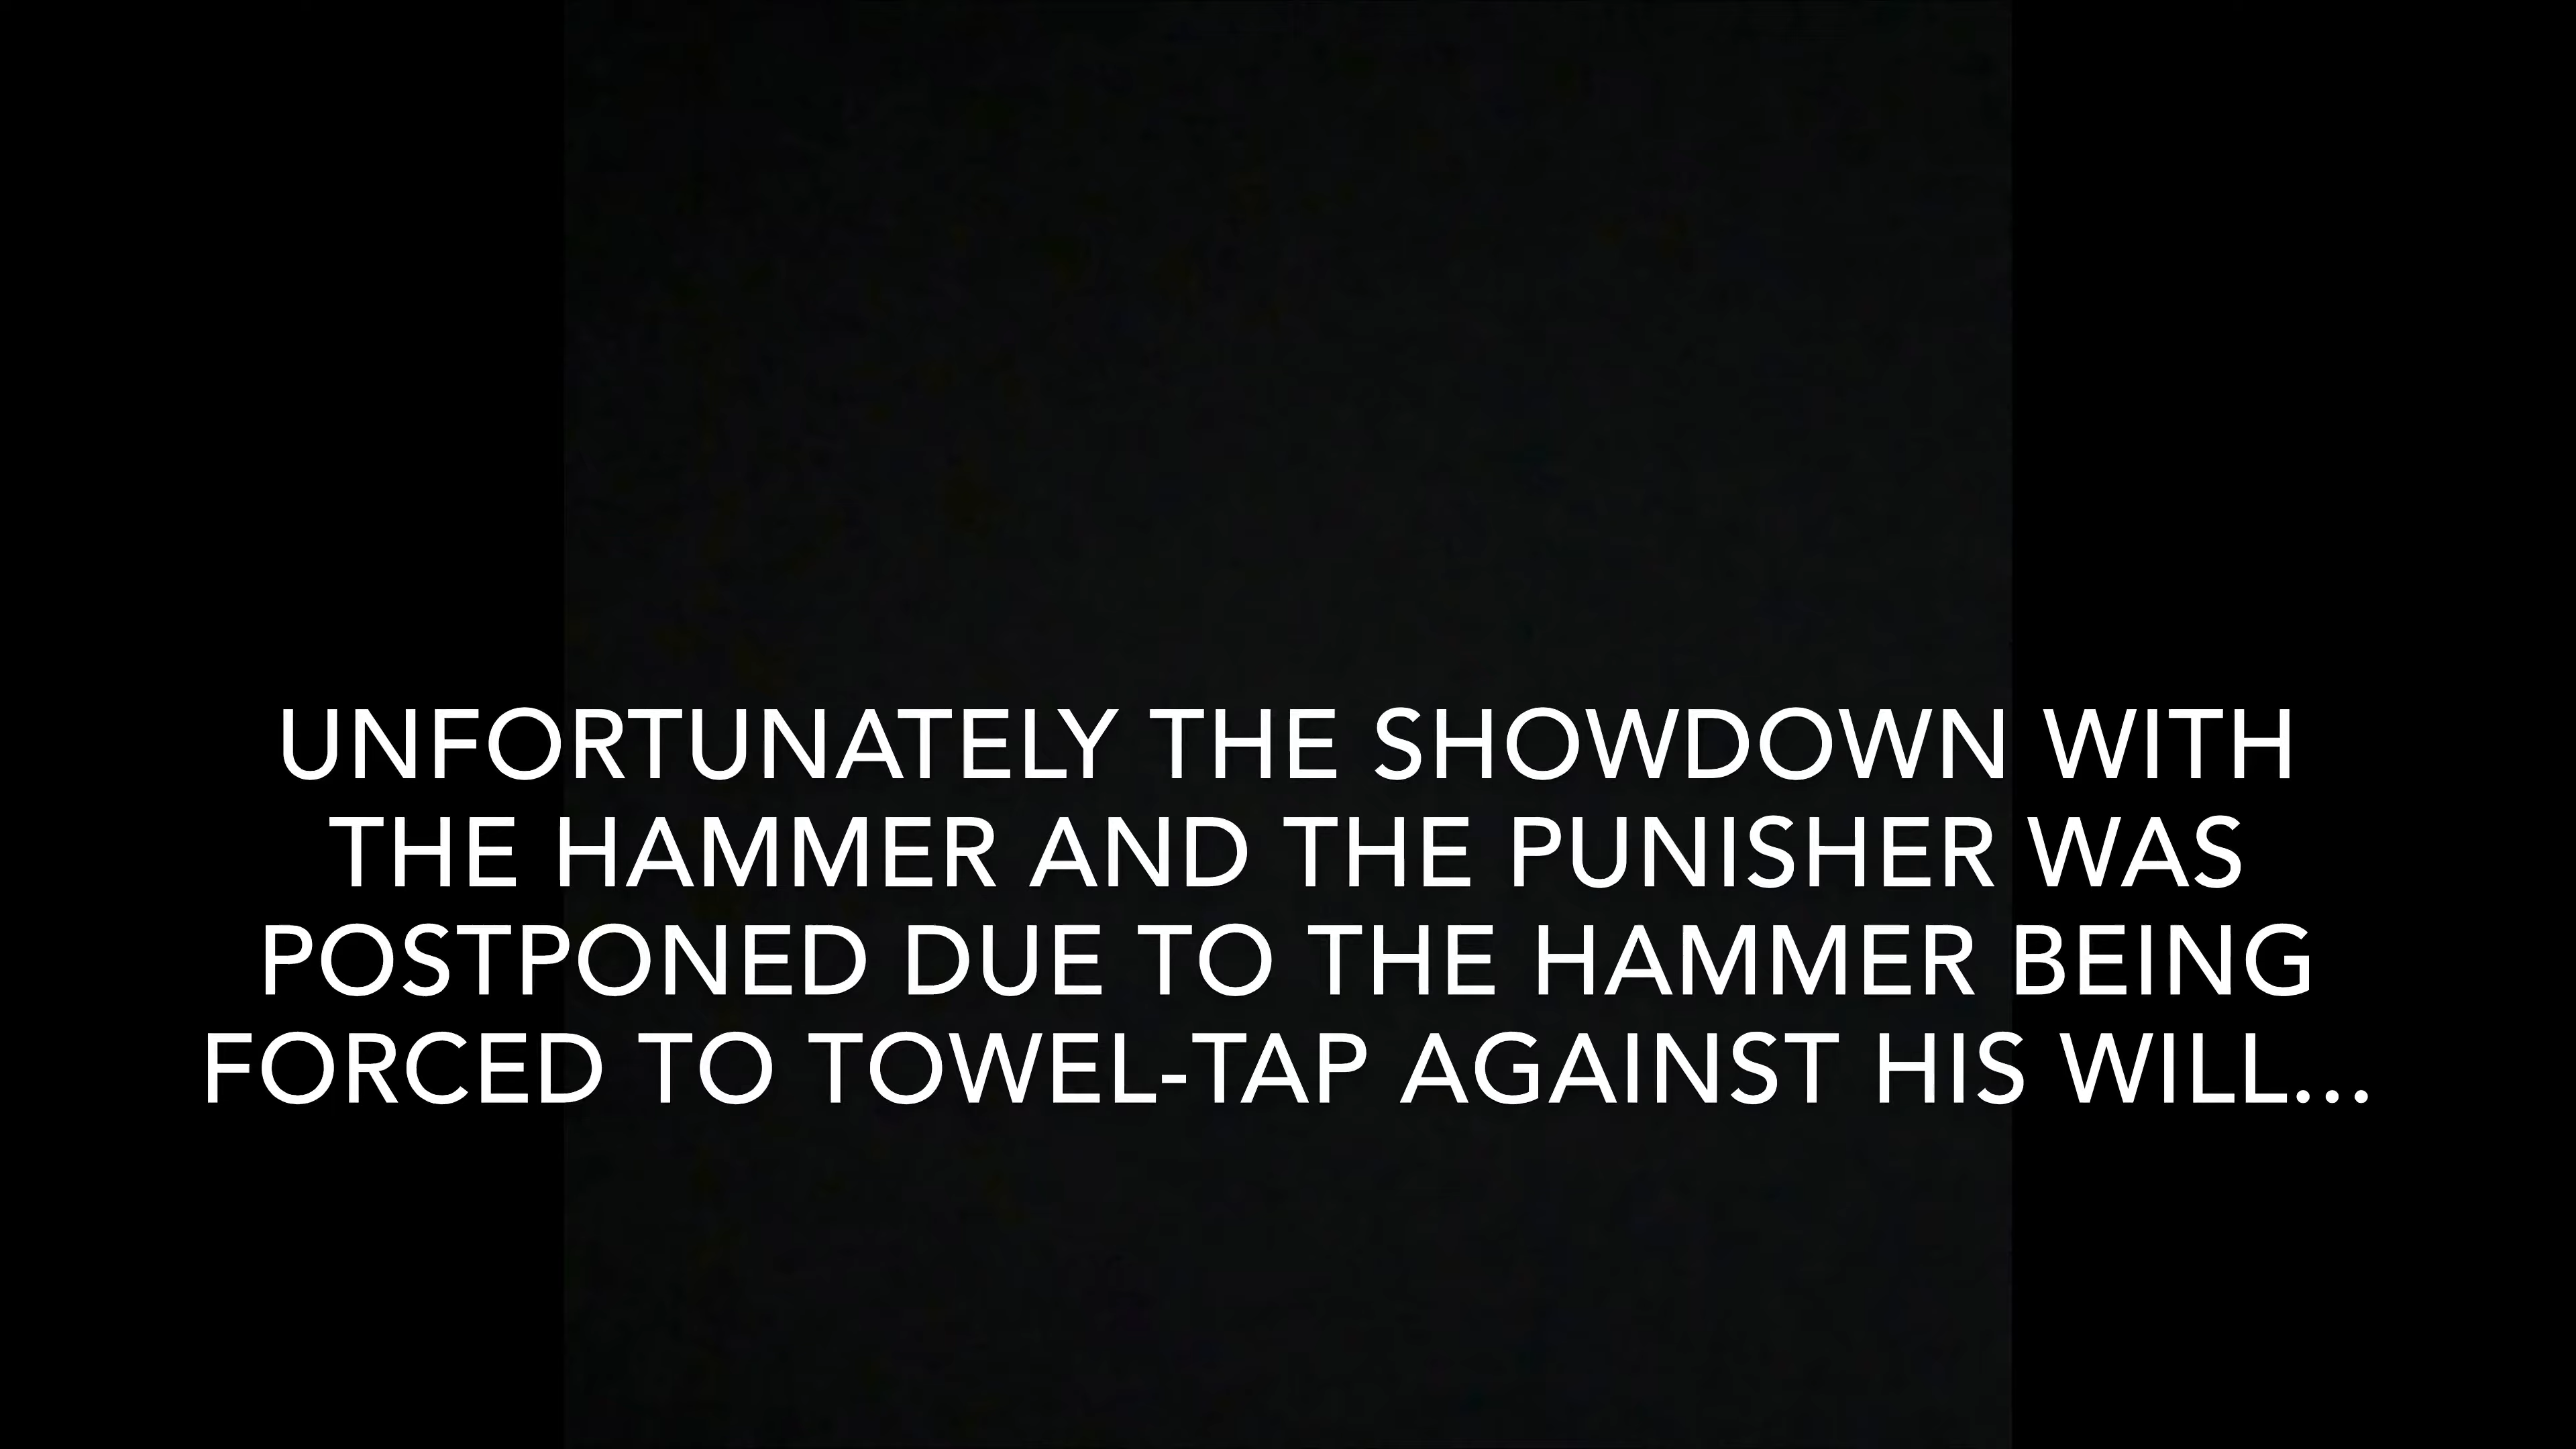 UNFORTUNATELY THE SHOWDOWN WITH
THE HAMMER AND THE PUNISHER WAS
POSTPONED DUE TO THE HAMMER BEING
FORCED TO TOWEL-TAP AGAINST HIS WILL...